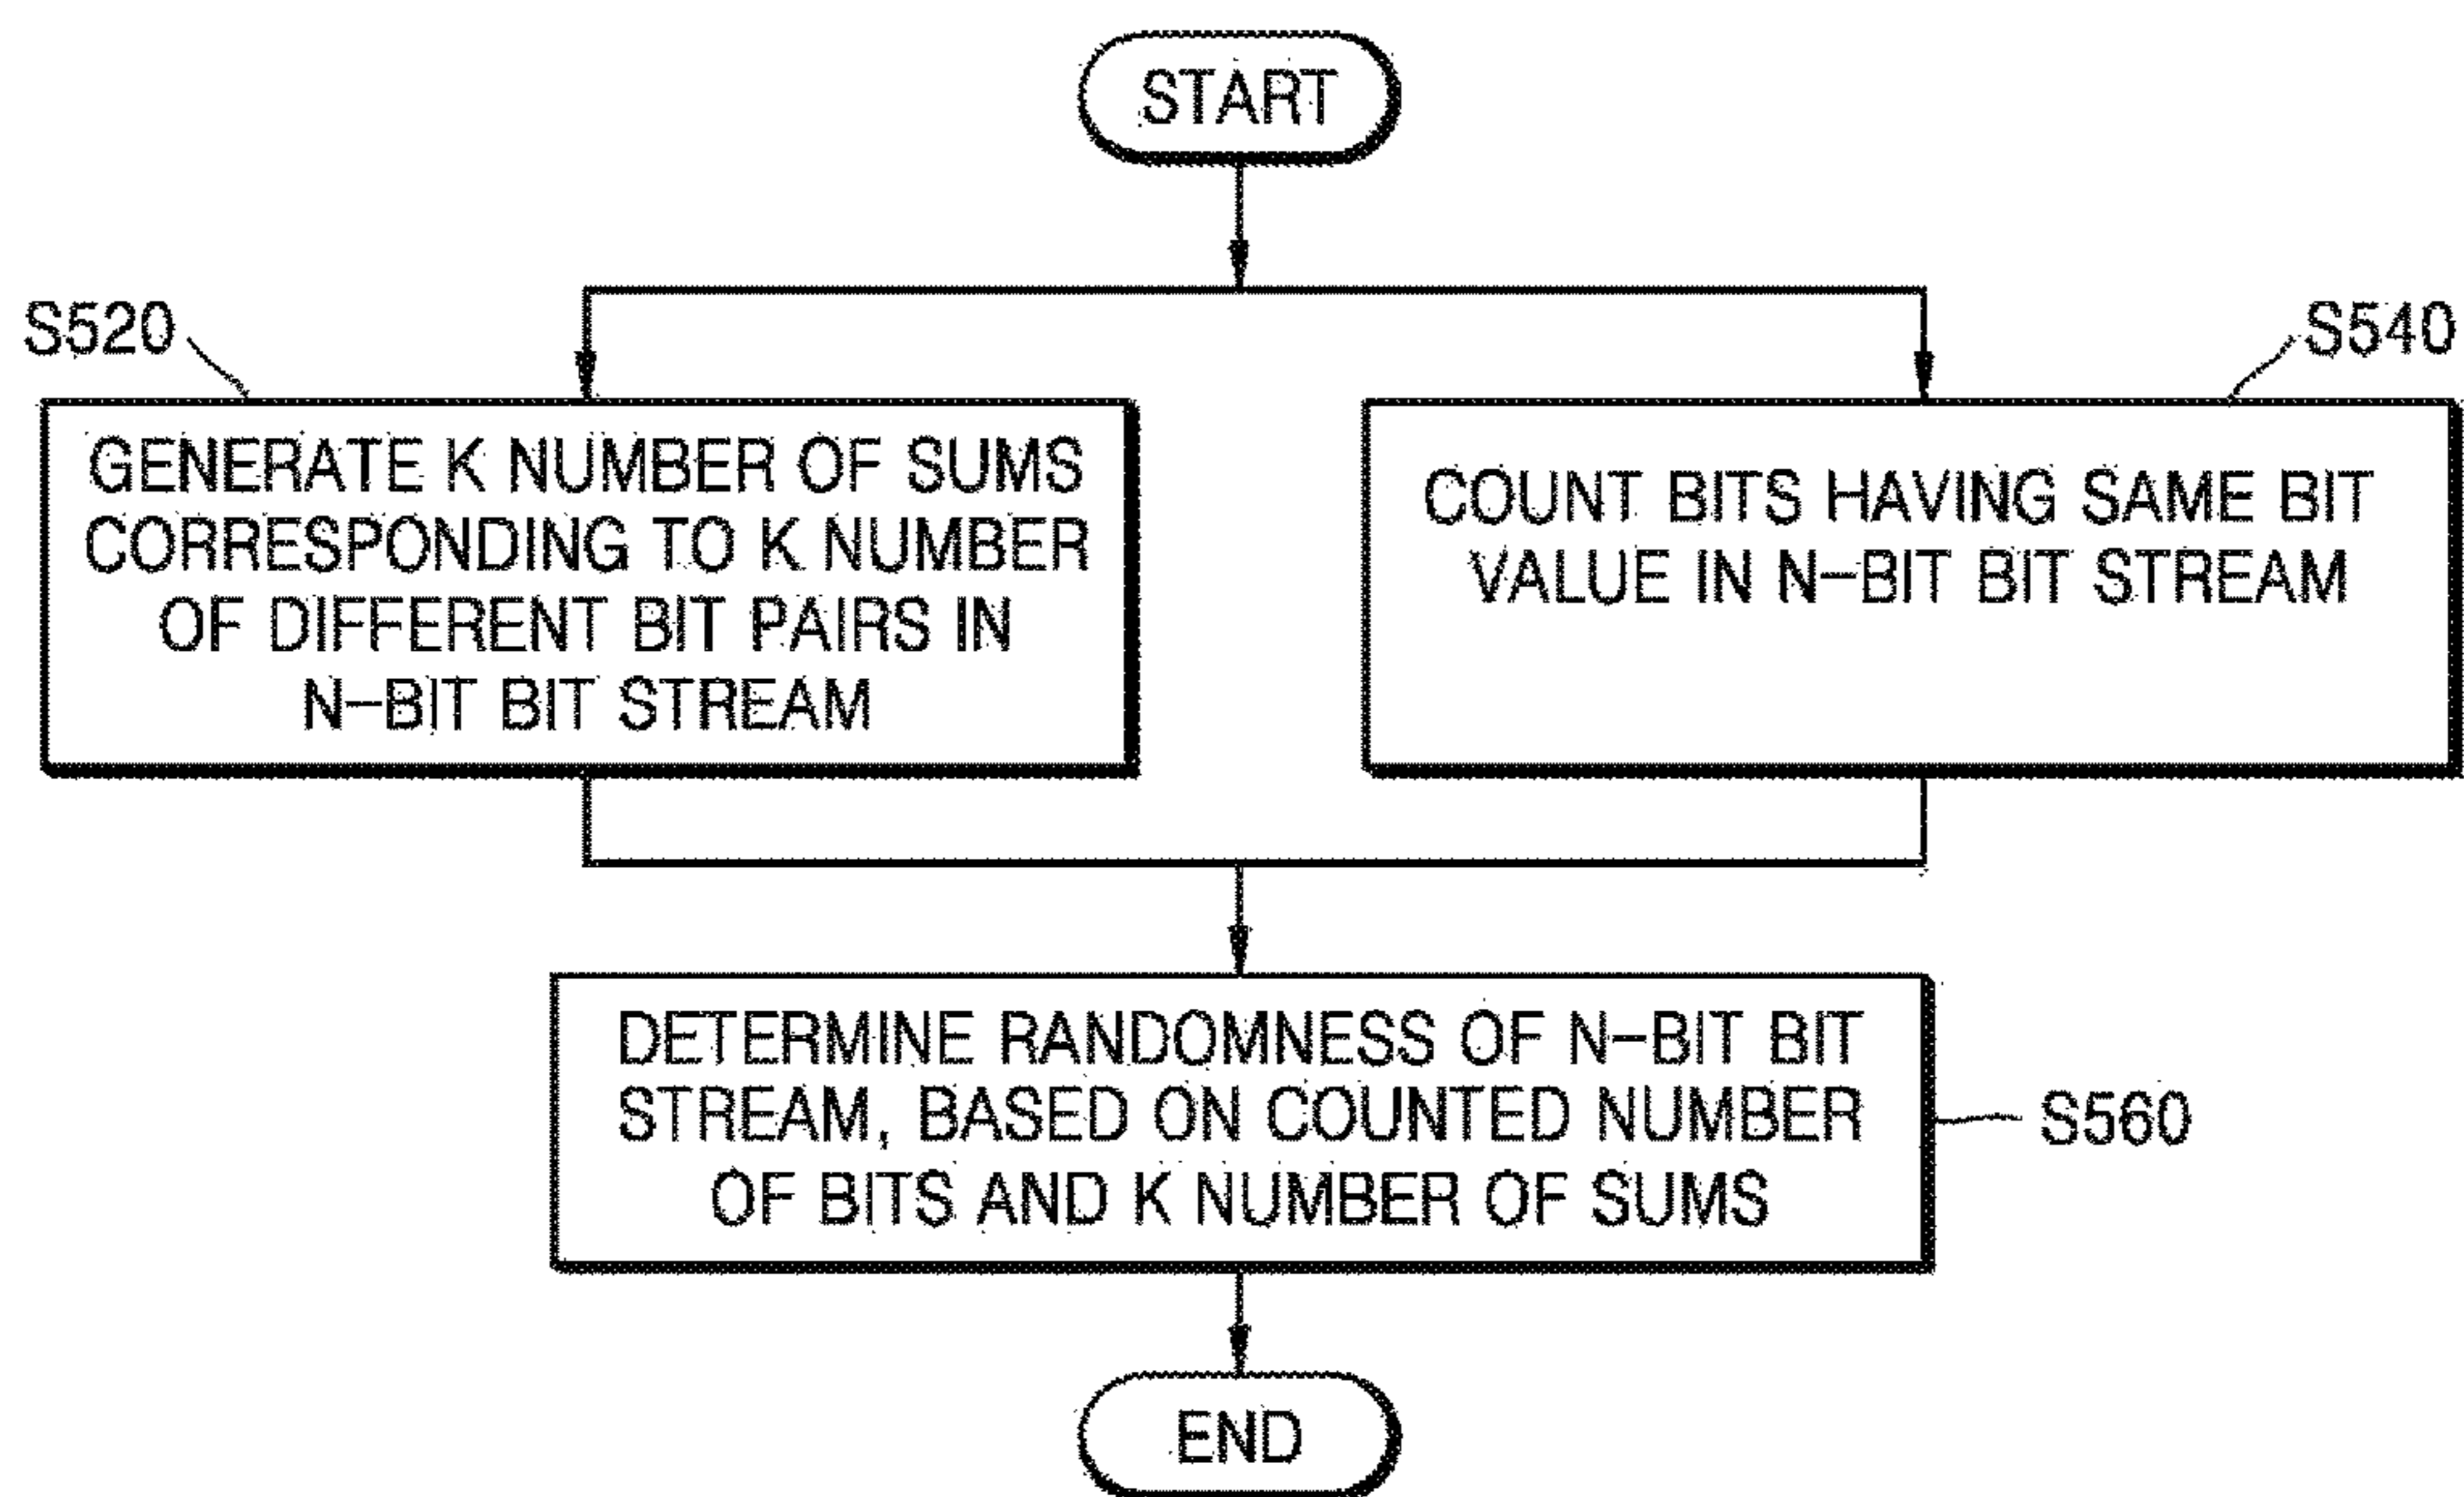 START
S520
S540
GENERATE K NUMBER OF SUMS
CORRESPONDING TO K NUMBER
OF DIFFERENT BIT PAIRS IN
N-BIT BIT STREAM
COUNT BITS HAVING SAME BIT
VALUE IN N-BIT BIT STREAM
DETERMINE RANDOMNESS OF N-BIT BIT
STREAM, BASED ON COUNTED NUMBER
OF BITS AND K NUMBER OF SUMS
S560
END